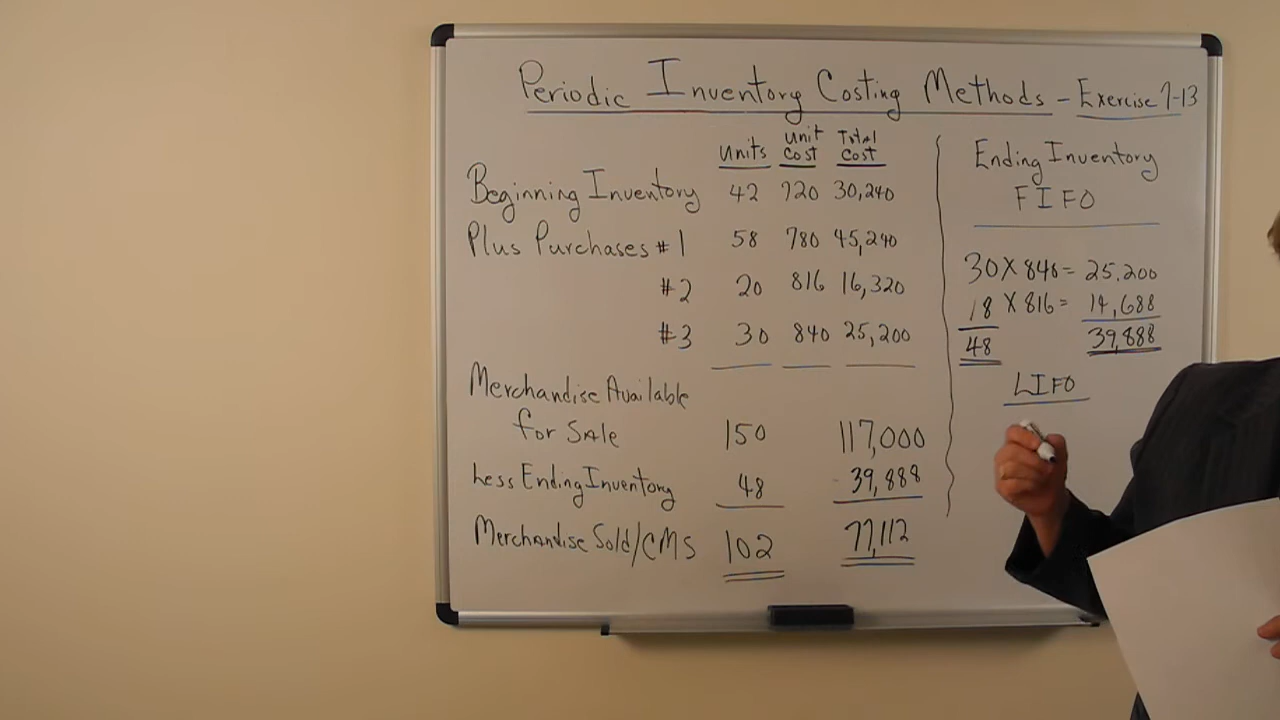 Periodic Inventory Costing Methods - Exercise 7-13
Units Unit Cost Total Cost
Beginning Inventory 42 720 30,240
Plus Purchases #1 58 780 45,240
#2 20 816 16,320
#3 30 840 25,200
Merchandise Available
for Sale 150 117,000
Less Ending Inventory 48 39,888
Merchandise Sold/CMS 102 77,112
Ending Inventory
FIFO
30 X 840 = 25,200
18 X 816 = 14,688
48 39,888
LIFO